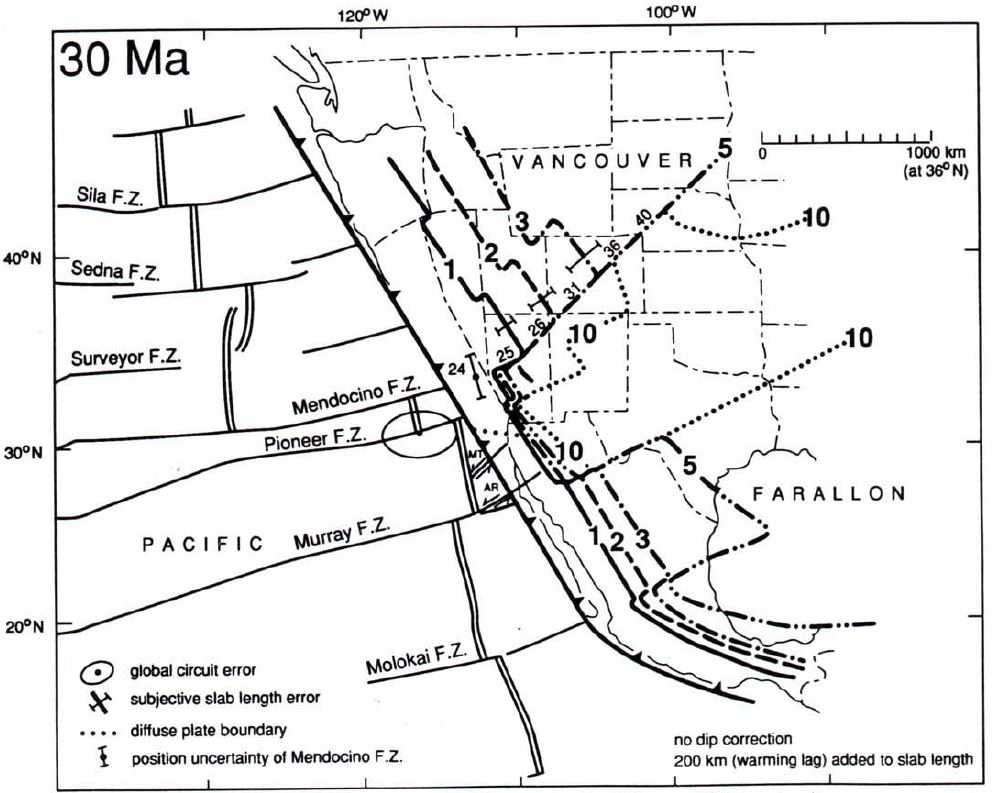 120°W
100°W
30 Ma
5
VANCOUVER
0
1000 km
(at 36°N)
Sila F.Z.
3
40
10
40°N
Sedna F.Z.
2
36
1
31
26
10
10
Surveyor F.Z.
25
24
Mendocino F.Z.
30°N
Pioneer F.Z.
10
MT
5
AR
FARALLON
PACIFIC
Murray F.Z.
1
2
3
20°N
Molokai F.Z.
global circuit error
subjective slab length error
diffuse plate boundary
position uncertainty of Mendocino F.Z.
no dip correction
200 km (warming lag) added to slab length